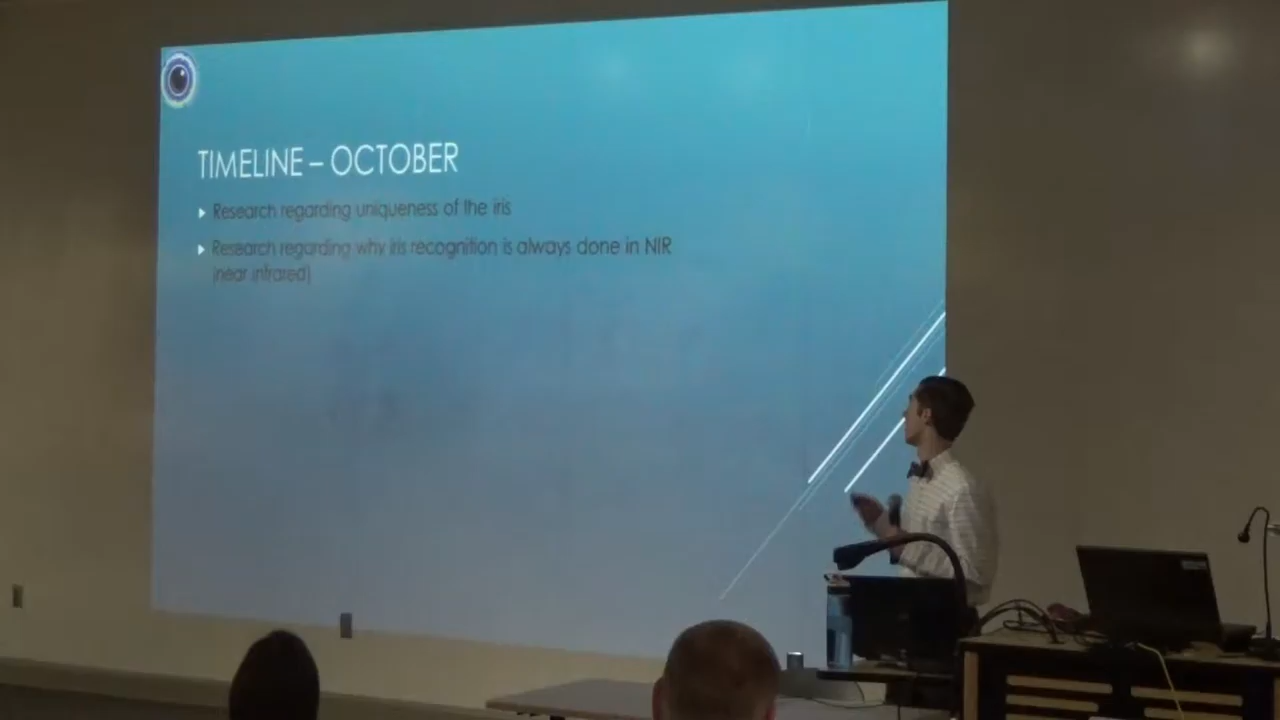 TIMELINE – OCTOBER
Research regarding uniqueness of the iris
Research regarding why iris recognition is always done in NIR
(near infrared)